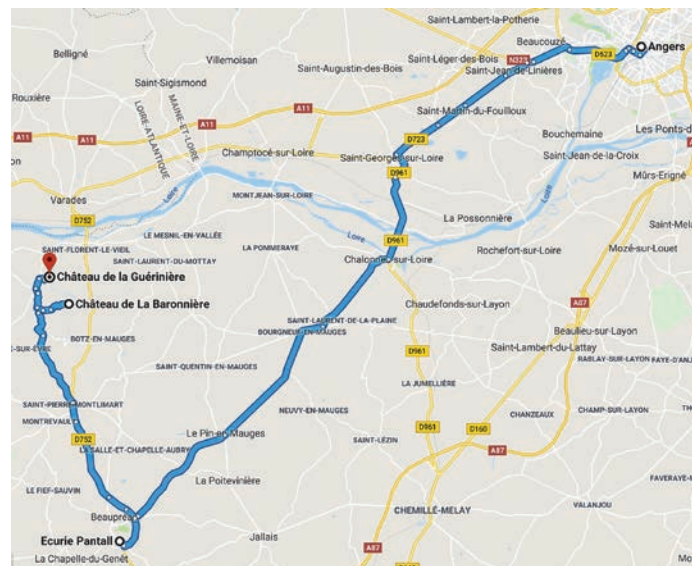 Saint-Lambert-la-Potherie
Belligné
Villemoisan
Beaucouzé
Angers
Saint-Augustin-des-Bois
Saint-Léger-des-Bois
N323
D523
Saint-Sigismond
Saint-Jean-de-Linières
Rouxière
MAINE-ET-LOIRE
LOIRE-ATLANTIQUE
A11
Saint-Martin-du-Fouilloux
A11
A11
D723
Bouchemaine
Les Ponts-d
Champtocé-sur-Loire
Saint-Georges-sur-Loire
Saint-Jean-de-la-Croix
D961
Mûrs-Erigné
Loire
Loire
Varades
MONTJEAN-SUR-LOIRE
D752
La Possonnière
Saint-Mela
LE MESNIL-EN-VALLÉE
Loire
D961
SAINT-FLORENT-LE-VIEIL
LA POMMERAYE
Rochefort-sur-Loire
Mozé-sur-Louet
SAINT-LAURENT-DU-MOTTAY
Chalonnes-sur-Loire
Château de la Guérinière
Château de La Baronnière
Chaudefonds-sur-Layon
A87
SAINT-LAURENT-DE-LA-PLAINE
BOURGNEUF-EN-MAUGES
Beaulieu-sur-Layon
BOTZ-EN-MAUGES
Saint-Lambert-du-Lattay
E-SUR-ÈVRE
D961
RABLAY-SUR-LAYON
FAYE-D'ANJ
SAINT-QUENTIN-EN-MAUGES
LA JUMELLIÈRE
SAINT-PIERRE-MONTLIMART
NEUVY-EN-MAUGES
CHANZEAUX
CHAMP-SUR-LAYON
MONTREVAULT
Le Pin-en-Mauges
D961
D160
D752
SAINT-LÉZIN
LA SALLE-ET-CHAPELLE-AUBRY
A87
La Poitevinière
FAVERAYE-M
LE FIEF-SAUVIN
CHEMILLÉ-MELAY
VALANJOU
Beaupréa
Ecurie Pantall
Jallais
A87
La Chapelle-du-Genêt